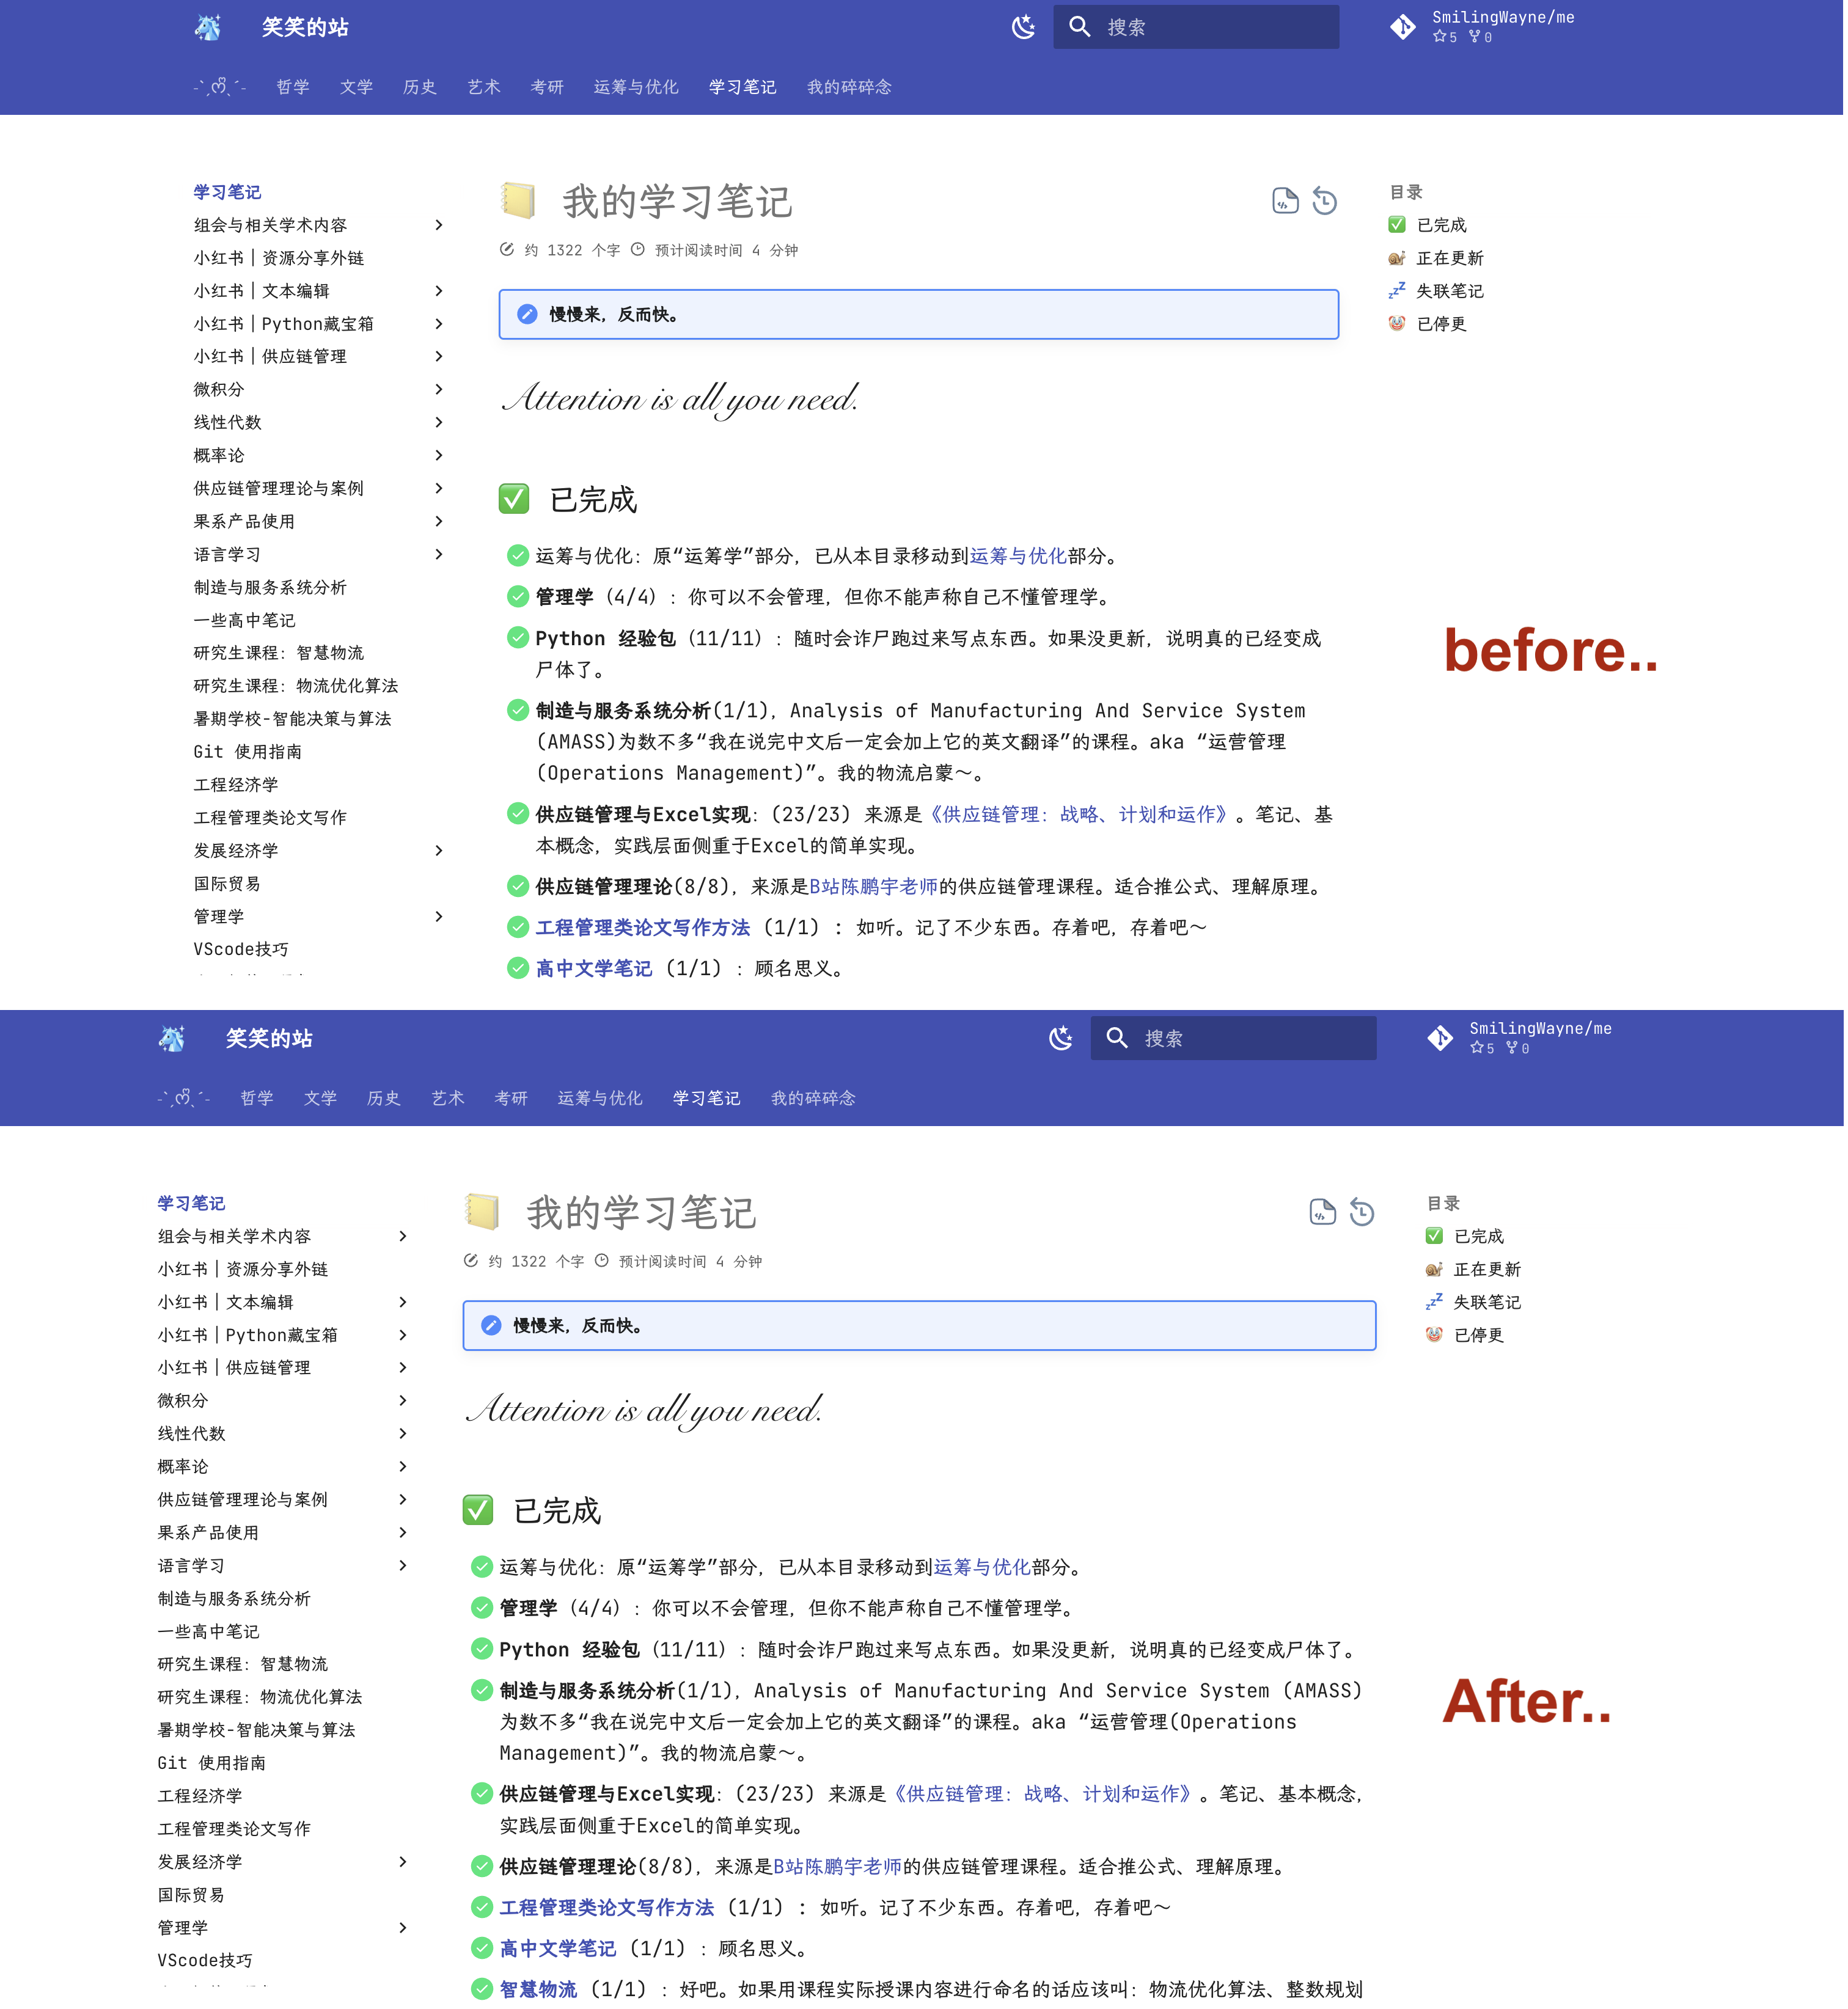 笑笑的站
搜索
SmilingWayne/me
5 0
哲学 文学 历史 艺术 考研 运筹与优化 学习笔记 我的碎碎念
学习笔记
组会与相关学术内容
小红书 | 资源分享外链
小红书 | 文本编辑
小红书 | Python藏宝箱
小红书 | 供应链管理
微积分
线性代数
概率论
供应链管理理论与案例
果系产品使用
语言学习
制造与服务系统分析
一些高中笔记
研究生课程：智慧物流
研究生课程：物流优化算法
暑期学校-智能决策与算法
Git 使用指南
工程经济学
工程管理类论文写作
发展经济学
国际贸易
管理学
VScode技巧
📒 我的学习笔记
约 1322 个字 预计阅读时间 4 分钟
慢慢来，反而快。
Attention is all you need.
✅ 已完成
运筹与优化：原“运筹学”部分，已从本目录移动到运筹与优化部分。
管理学（4/4）：你可以不会管理，但你不能声称自己不懂管理学。
Python 经验包（11/11）：随时会诈尸跑过来写点东西。如果没更新，说明真的已经变成
尸体了。
制造与服务系统分析(1/1)，Analysis of Manufacturing And Service System
(AMASS)为数不多“我在说完中文后一定会加上它的英文翻译”的课程。aka “运营管理
(Operations Management)”。我的物流启蒙～。
供应链管理与Excel实现：(23/23) 来源是《供应链管理：战略、计划和运作》。笔记、基
本概念，实践层面侧重于Excel的简单实现。
供应链管理理论(8/8)，来源是B站陈鹏宇老师的供应链管理课程。适合推公式、理解原理。
工程管理类论文写作方法 (1/1) ：如听。记了不少东西。存着吧，存着吧～
高中文学笔记 (1/1) ：顾名思义。
目录
✅ 已完成
🐌 正在更新
💤 失联笔记
🤡 已停更
before..
笑笑的站
搜索
SmilingWayne/me
5 0
哲学 文学 历史 艺术 考研 运筹与优化 学习笔记 我的碎碎念
学习笔记
组会与相关学术内容
小红书 | 资源分享外链
小红书 | 文本编辑
小红书 | Python藏宝箱
小红书 | 供应链管理
微积分
线性代数
概率论
供应链管理理论与案例
果系产品使用
语言学习
制造与服务系统分析
一些高中笔记
研究生课程：智慧物流
研究生课程：物流优化算法
暑期学校-智能决策与算法
Git 使用指南
工程经济学
工程管理类论文写作
发展经济学
国际贸易
管理学
VScode技巧
📒 我的学习笔记
约 1322 个字 预计阅读时间 4 分钟
慢慢来，反而快。
Attention is all you need.
✅ 已完成
运筹与优化：原“运筹学”部分，已从本目录移动到运筹与优化部分。
管理学（4/4）：你可以不会管理，但你不能声称自己不懂管理学。
Python 经验包（11/11）：随时会诈尸跑过来写点东西。如果没更新，说明真的已经变成尸体了。
制造与服务系统分析(1/1)，Analysis of Manufacturing And Service System (AMASS)
为数不多“我在说完中文后一定会加上它的英文翻译”的课程。aka “运营管理(Operations
Management)”。我的物流启蒙～。
供应链管理与Excel实现：(23/23) 来源是《供应链管理：战略、计划和运作》。笔记、基本概念，
实践层面侧重于Excel的简单实现。
供应链管理理论(8/8)，来源是B站陈鹏宇老师的供应链管理课程。适合推公式、理解原理。
工程管理类论文写作方法 (1/1) ：如听。记了不少东西。存着吧，存着吧～
高中文学笔记 (1/1) ：顾名思义。
智慧物流 (1/1) ：好吧。如果用课程实际授课内容进行命名的话应该叫：物流优化算法、整数规划
目录
✅ 已完成
🐌 正在更新
💤 失联笔记
🤡 已停更
After..